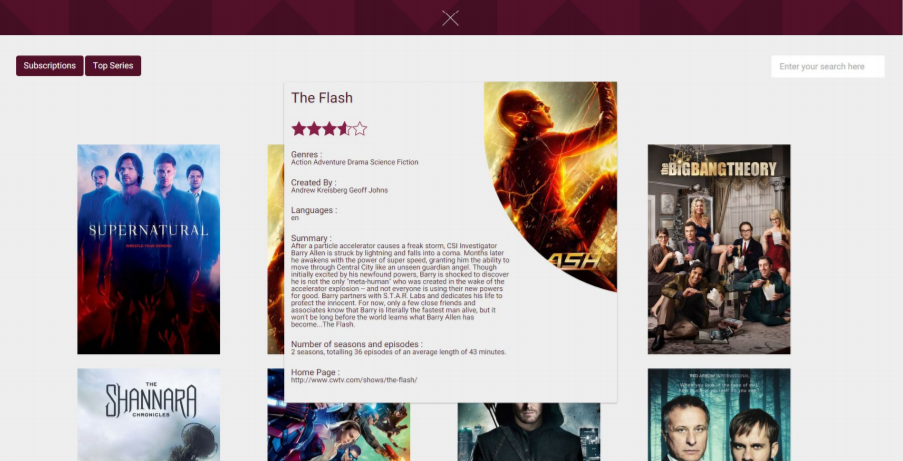 Subscriptions
Top Series
Enter your search here
The Flash
Genres :
Action Adventure Drama Science Fiction
Created By :
Andrew Kreisberg Geoff Johns
Languages :
en
Summary :
After a particle accelerator causes a freak storm, CSI Investigator
Barry Allen is struck by lightning and falls into a coma. Months later
he awakens with the power of super speed, granting him the ability to
move through Central City like an unseen guardian angel. Though
initially excited by his newfound powers, Barry is shocked to discover
he is not the only "meta-human" who was created in the wake of the
accelerator explosion – and not everyone is using their new powers
for good. Barry partners with S.T.A.R. Labs and dedicates his life to
protect the innocent. For now, only a few close friends and
associates know that Barry is literally the fastest man alive, but it
won't be long before the world learns what Barry Allen has
become...The Flash.
Number of seasons and episodes :
2 seasons, totalling 36 episodes of an average length of 43 minutes.
Home Page :
http://www.cwtv.com/shows/the-flash/
ASH
SUPERNATURAL
the BIGBANGTHEORY
THE
SHANNARA
CHRONICLES